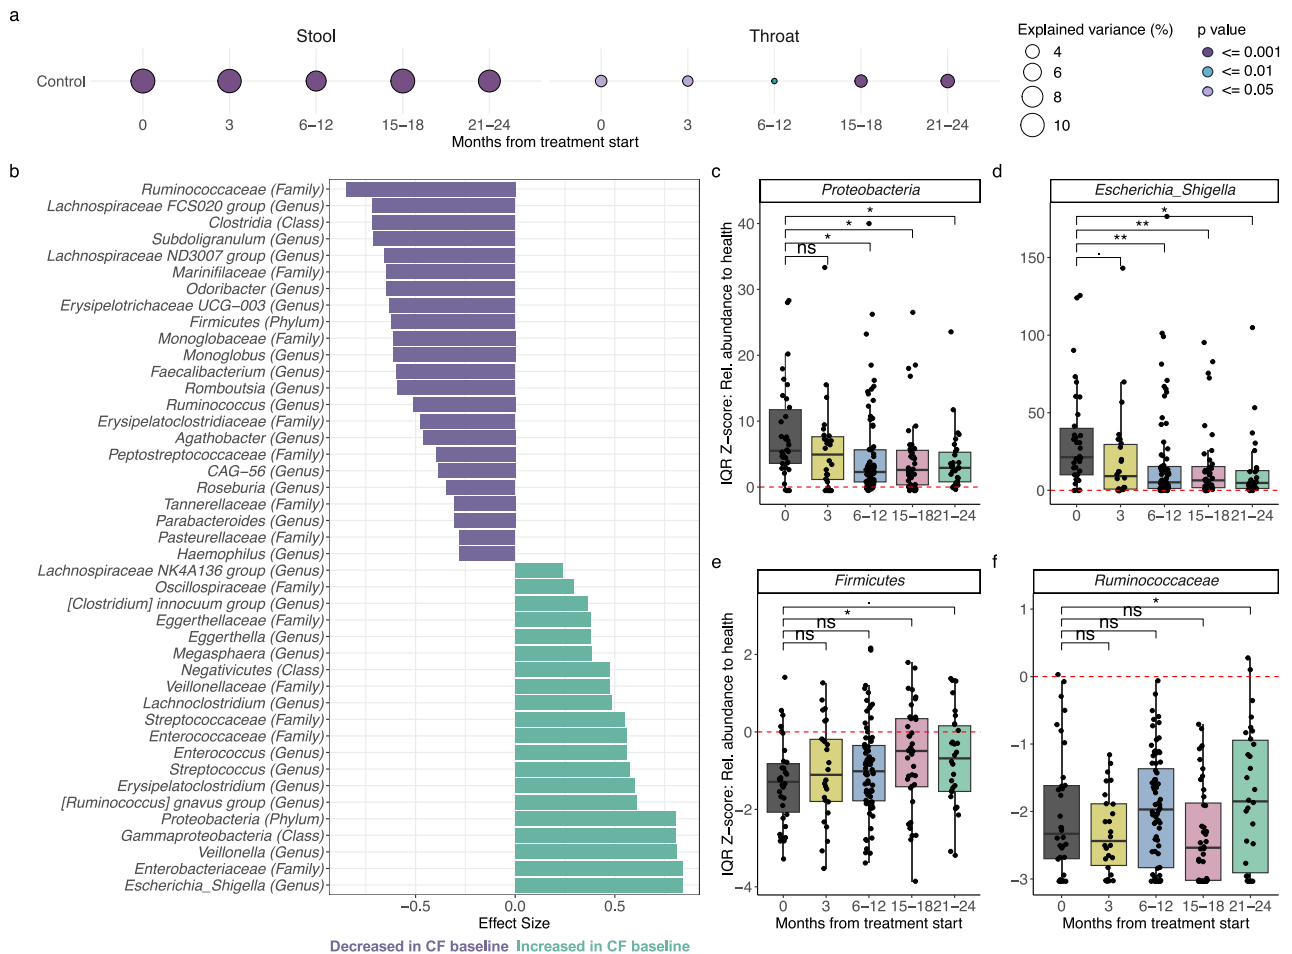 a
Stool
Throat
Control
0 3 6−12 15−18 21−24
0 3 6−12 15−18 21−24
Months from treatment start
Explained variance (%)
4
6
8
10
p value
<= 0.001
<= 0.01
<= 0.05
b
Ruminococcaceae (Family)
Lachnospiraceae FCS020 group (Genus)
Clostridia (Class)
Subdoligranulum (Genus)
Lachnospiraceae ND3007 group (Genus)
Marinifilaceae (Family)
Odoribacter (Genus)
Erysipelotrichaceae UCG−003 (Genus)
Firmicutes (Phylum)
Monoglobaceae (Family)
Monoglobus (Genus)
Faecalibacterium (Genus)
Romboutsia (Genus)
Ruminococcus (Genus)
Erysipelatoclostridiaceae (Family)
Agathobacter (Genus)
Peptostreptococcaceae (Family)
CAG−56 (Genus)
Roseburia (Genus)
Tannerellaceae (Family)
Parabacteroides (Genus)
Pasteurellaceae (Family)
Haemophilus (Genus)
Lachnospiraceae NK4A136 group (Genus)
Oscillospiraceae (Family)
[Clostridium] innocuum group (Genus)
Eggerthellaceae (Family)
Eggerthella (Genus)
Megasphaera (Genus)
Negativicutes (Class)
Veillonellaceae (Family)
Lachnoclostridium (Genus)
Streptococcaceae (Family)
Enterococcaceae (Family)
Enterococcus (Genus)
Streptococcus (Genus)
Erysipelatoclostridium (Genus)
[Ruminococcus] gnavus group (Genus)
Proteobacteria (Phylum)
Gammaproteobacteria (Class)
Veillonella (Genus)
Enterobacteriaceae (Family)
Escherichia_Shigella (Genus)
−0.5 0.0 0.5
Effect Size
Decreased in CF baseline Increased in CF baseline
c
Proteobacteria
IQR Z−score: Rel. abundance to health
40
30
20
10
0
*
*
*
ns
0 3 6−12 15−18 21−24
d
Escherichia_Shigella
150
100
50
0
*
**
**
.
0 3 6−12 15−18 21−24
e
Firmicutes
IQR Z−score: Rel. abundance to health
2
0
−2
−4
.
*
ns
ns
0 3 6−12 15−18 21−24
Months from treatment start
f
Ruminococcaceae
1
0
−1
−2
−3
*
ns
ns
ns
0 3 6−12 15−18 21−24
Months from treatment start